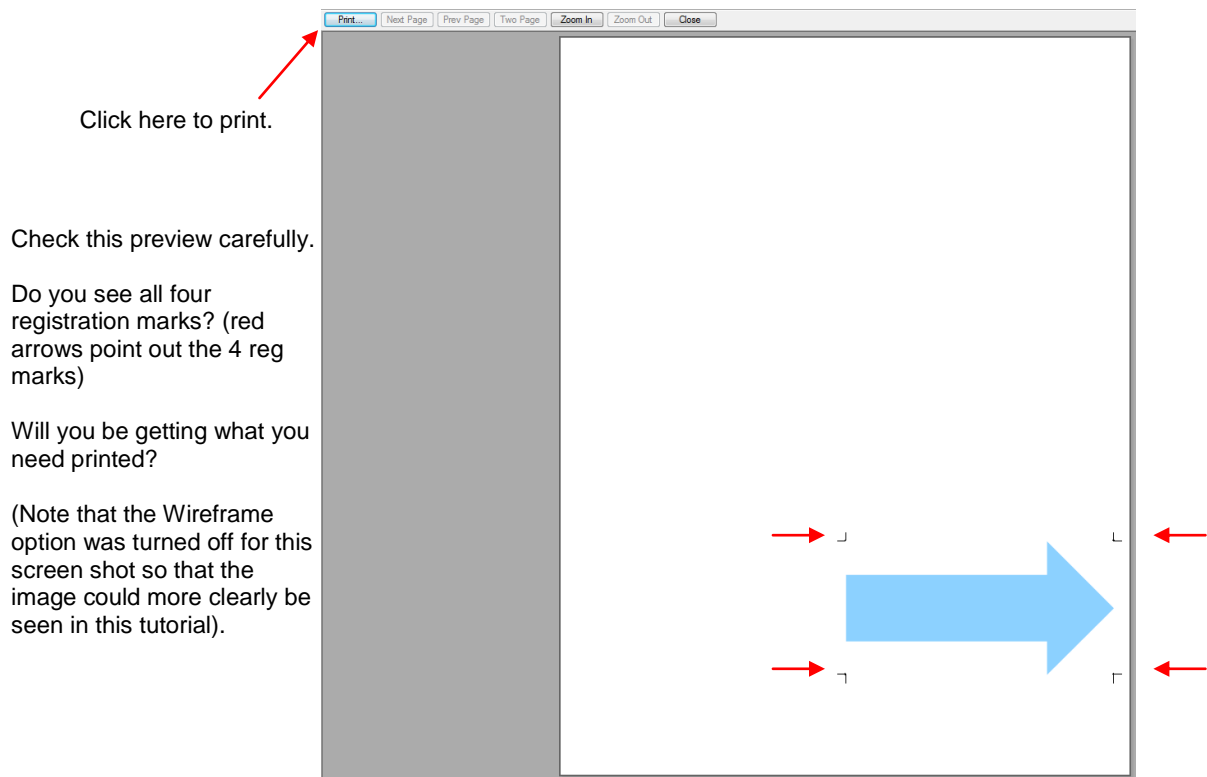 Print... Next Page Prev Page Two Page Zoom In Zoom Out Close
Click here to print.
Check this preview carefully.
Do you see all four
registration marks? (red
arrows point out the 4 reg
marks)
Will you be getting what you
need printed?
(Note that the Wireframe
option was turned off for this
screen shot so that the
image could more clearly be
seen in this tutorial).